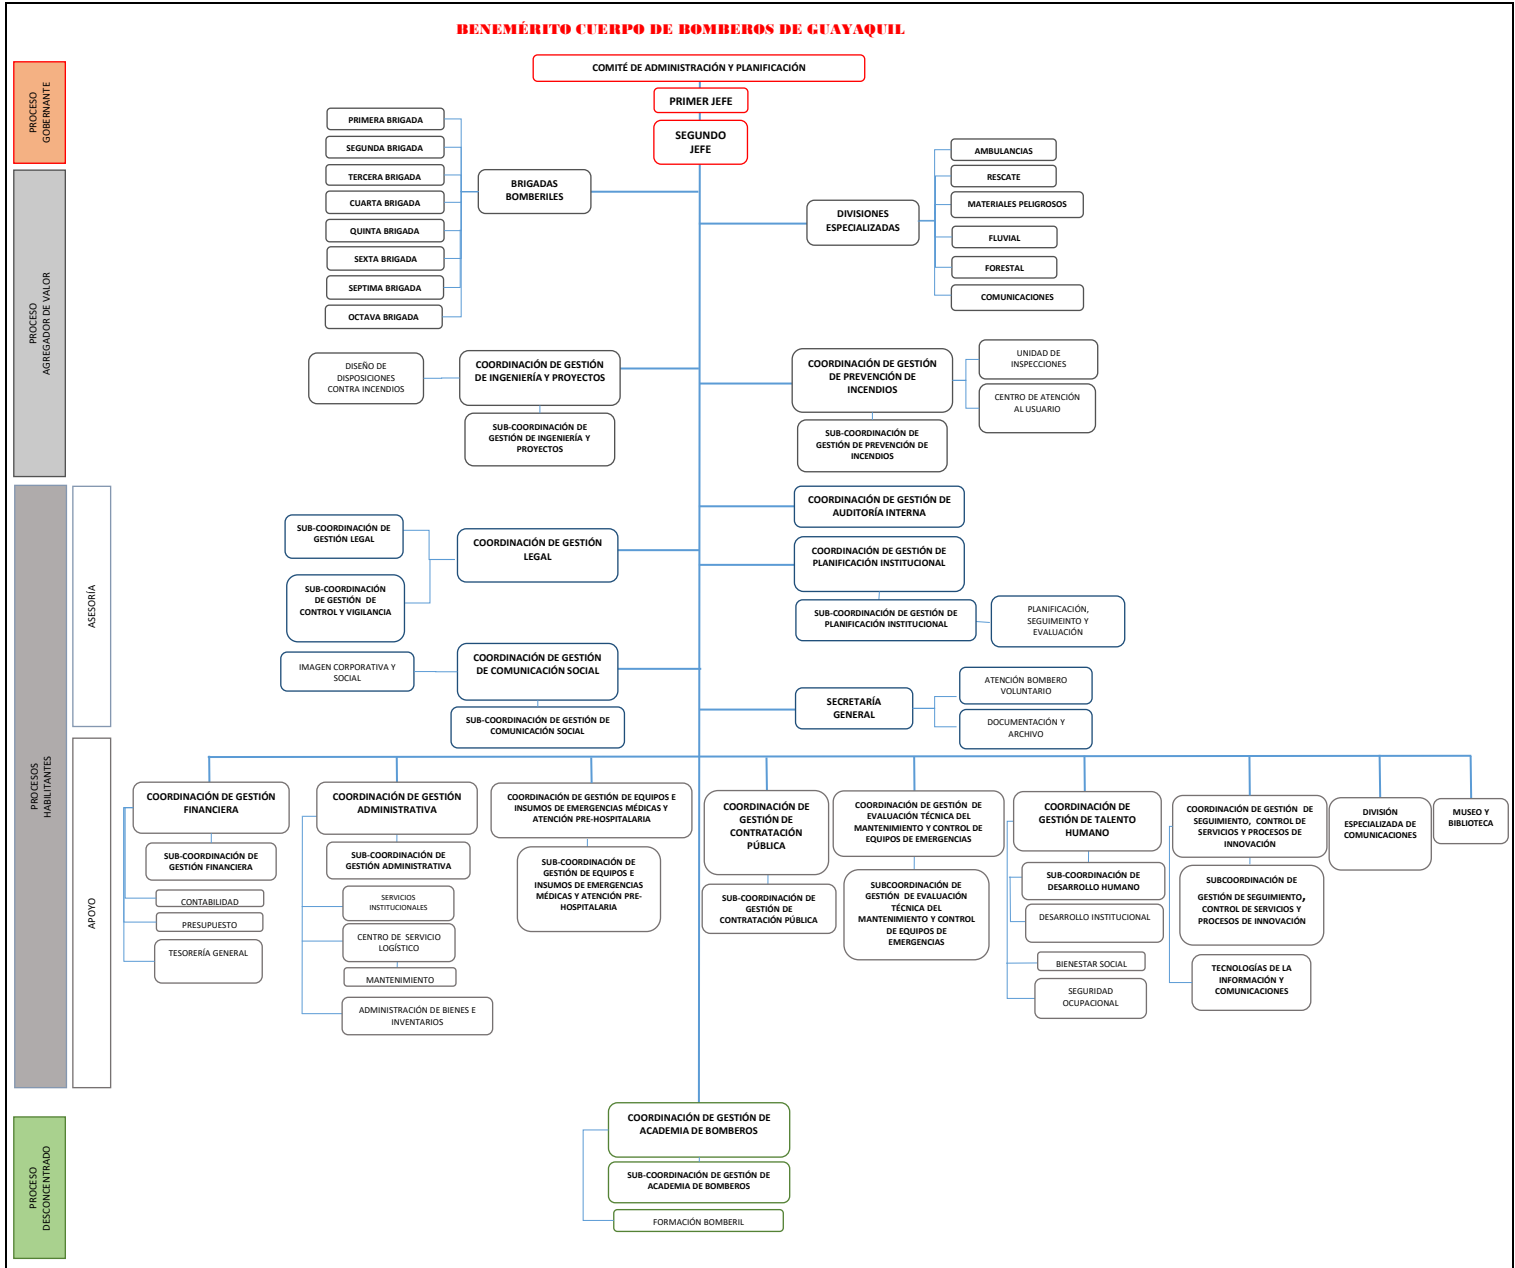 BENEMÉRITO CUERPO DE BOMBEROS DE GUAYAQUIL
PROCESO
GOBERNANTE
COMITÉ DE ADMINISTRACIÓN Y PLANIFICACIÓN
PRIMER JEFE
SEGUNDO
JEFE
PROCESO
AGREGADOR DE VALOR
PRIMERA BRIGADA
SEGUNDA BRIGADA
TERCERA BRIGADA
CUARTA BRIGADA
QUINTA BRIGADA
SEXTA BRIGADA
SEPTIMA BRIGADA
OCTAVA BRIGADA
BRIGADAS
BOMBERILES
DIVISIONES
ESPECIALIZADAS
AMBULANCIAS
RESCATE
MATERIALES PELIGROSOS
FLUVIAL
FORESTAL
COMUNICACIONES
DISEÑO DE
DISPOSICIONES
CONTRA INCENDIOS
COORDINACIÓN DE GESTIÓN
DE INGENIERÍA Y PROYECTOS
SUB-COORDINACIÓN DE
GESTIÓN DE INGENIERÍA Y
PROYECTOS
COORDINACIÓN DE GESTIÓN
DE PREVENCIÓN DE
INCENDIOS
SUB-COORDINACIÓN DE
GESTIÓN DE PREVENCIÓN DE
INCENDIOS
UNIDAD DE
INSPECCIONES
CENTRO DE ATENCIÓN
AL USUARIO
PROCESOS
HABILITANTES
ASESORÍA
SUB-COORDINACIÓN DE
GESTIÓN LEGAL
SUB-COORDINACIÓN
DE GESTIÓN DE
CONTROL Y VIGILANCIA
COORDINACIÓN DE GESTIÓN
LEGAL
COORDINACIÓN DE GESTIÓN DE
AUDITORÍA INTERNA
COORDINACIÓN DE GESTIÓN DE
PLANIFICACIÓN INSTITUCIONAL
SUB-COORDINACIÓN DE GESTIÓN DE
PLANIFICACIÓN INSTITUCIONAL
PLANIFICACIÓN,
SEGUIMEINTO Y
EVALUACIÓN
IMAGEN CORPORATIVA Y
SOCIAL
COORDINACIÓN DE GESTIÓN
DE COMUNICACIÓN SOCIAL
SUB-COORDINACIÓN DE GESTIÓN DE
COMUNICACIÓN SOCIAL
SECRETARÍA
GENERAL
ATENCIÓN BOMBERO
VOLUNTARIO
DOCUMENTACIÓN Y
ARCHIVO
APOYO
COORDINACIÓN DE GESTIÓN
FINANCIERA
SUB-COORDINACIÓN DE
GESTIÓN FINANCIERA
CONTABILIDAD
PRESUPUESTO
TESORERÍA GENERAL
COORDINACIÓN DE GESTIÓN
ADMINISTRATIVA
SUB-COORDINACIÓN DE
GESTIÓN ADMINISTRATIVA
SERVICIOS
INSTITUCIONALES
CENTRO DE SERVICIO
LOGÍSTICO
MANTENIMIENTO
ADMINISTRACIÓN DE BIENES E
INVENTARIOS
COORDINACIÓN DE GESTIÓN DE EQUIPOS E
INSUMOS DE EMERGENCIAS MÉDICAS Y
ATENCIÓN PRE-HOSPITALARIA
SUB-COORDINACIÓN DE
GESTIÓN DE EQUIPOS E
INSUMOS DE EMERGENCIAS
MÉDICAS Y ATENCIÓN PRE-
HOSPITALARIA
COORDINACIÓN DE
GESTIÓN DE
CONTRATACIÓN
PÚBLICA
SUB-COORDINACIÓN DE
GESTIÓN DE
CONTRATACIÓN PÚBLICA
COORDINACIÓN DE GESTIÓN DE
EVALUACIÓN TÉCNICA DEL
MANTENIMIENTO Y CONTROL DE
EQUIPOS DE EMERGENCIAS
SUBCOORDINACIÓN DE
GESTIÓN DE EVALUACIÓN
TÉCNICA DEL
MANTENIMIENTO Y CONTROL
DE EQUIPOS DE
EMERGENCIAS
COORDINACIÓN DE
GESTIÓN DE TALENTO
HUMANO
SUB-COORDINACIÓN DE
DESARROLLO HUMANO
DESARROLLO INSTITUCIONAL
BIENESTAR SOCIAL
SEGURIDAD
OCUPACIONAL
COORDINACIÓN DE GESTIÓN DE
SEGUIMIENTO, CONTROL DE
SERVICIOS Y PROCESOS DE
INNOVACIÓN
SUBCOORDINACIÓN DE
GESTIÓN DE SEGUIMIENTO,
CONTROL DE SERVICIOS Y
PROCESOS DE INNOVACIÓN
TECNOLOGÍAS DE LA
INFORMACIÓN Y
COMUNICACIONES
DIVISIÓN
ESPECIALIZADA DE
COMUNICACIONES
MUSEO Y
BIBLIOTECA
PROCESO
DESCONCENTRADO
COORDINACIÓN DE GESTIÓN DE
ACADEMIA DE BOMBEROS
SUB-COORDINACIÓN DE GESTIÓN DE
ACADEMIA DE BOMBEROS
FORMACIÓN BOMBERIL